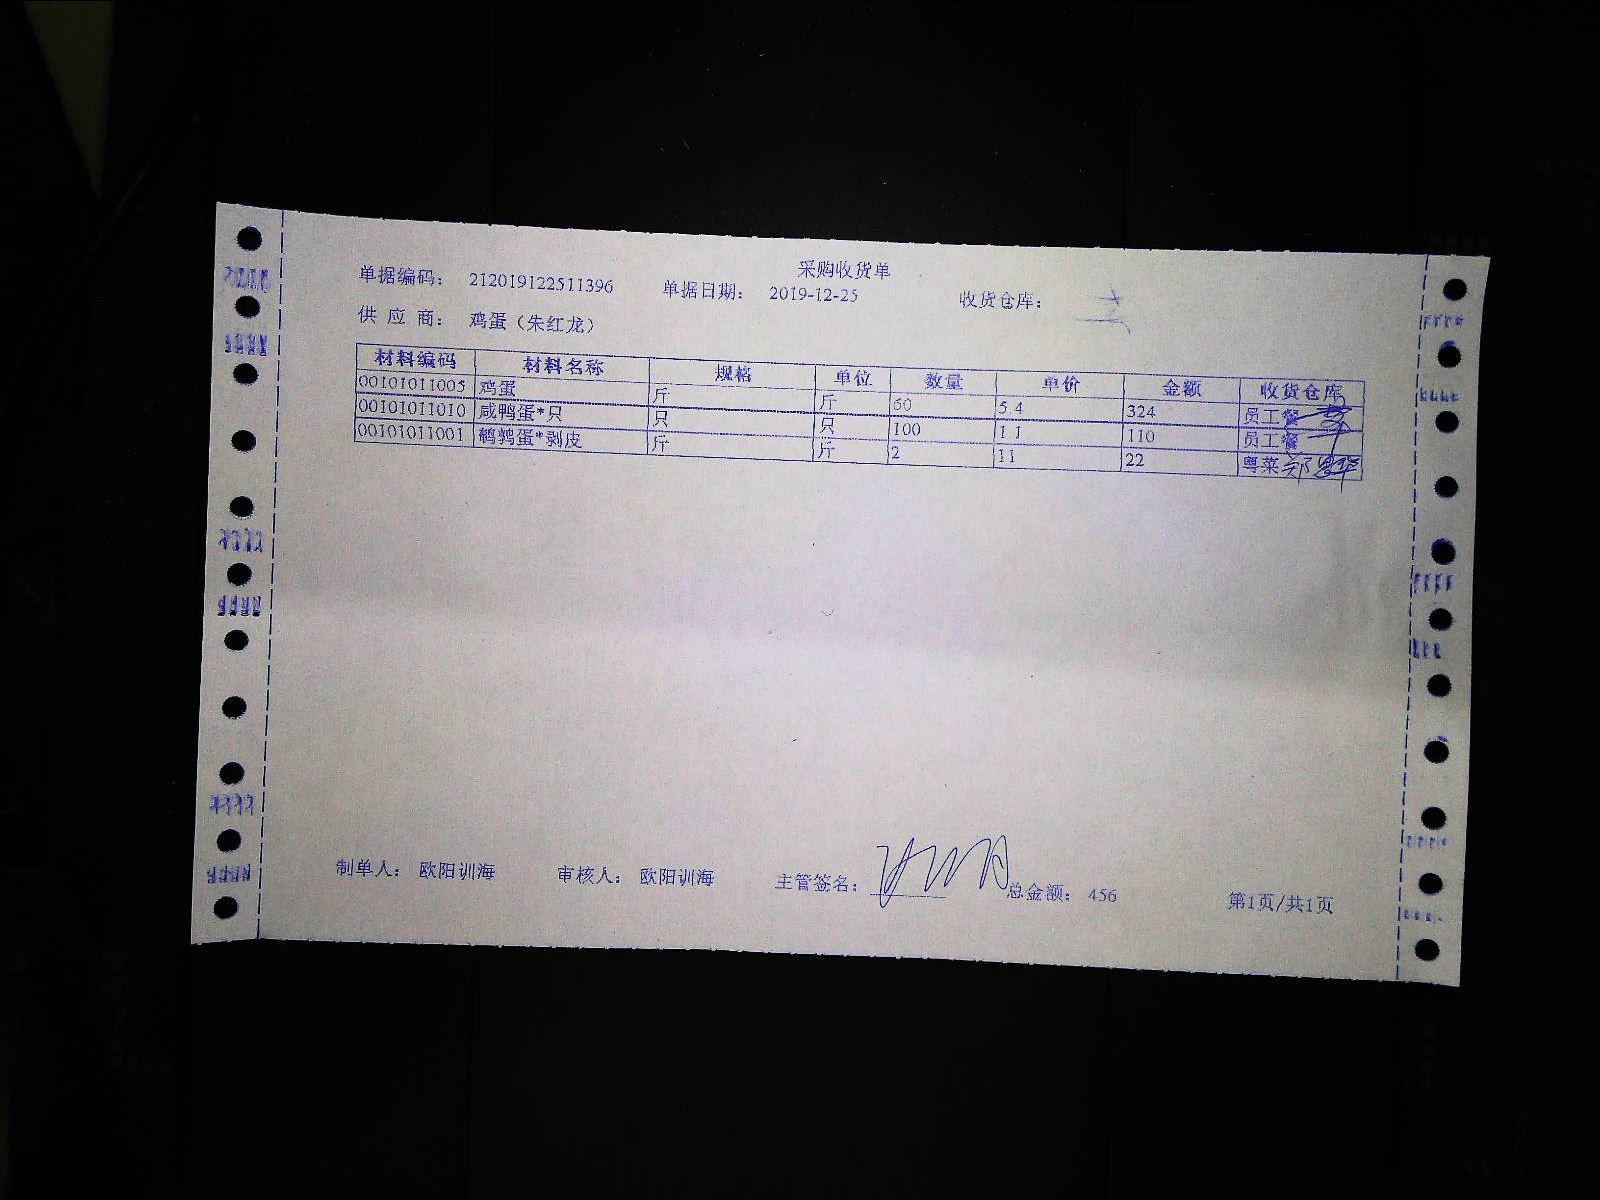 采购收货单
单据编码： 212019122511396 单据日期： 2019-12-25 收货仓库：
供 应 商： 鸡蛋（朱红龙）
材料编码 材料名称 规格 单位 数量 单价 金额 收货仓库
00101011005 鸡蛋 斤 斤 60 5.4 324 员工餐
00101011010 咸鸭蛋*只 只 只 100 1.1 110 员工餐
00101011001 鹌鹑蛋*剥皮 斤 斤 2 11 22 粤菜
制单人： 欧阳训海 审核人： 欧阳训海 主管签名： 总金额： 456 第1页/共1页